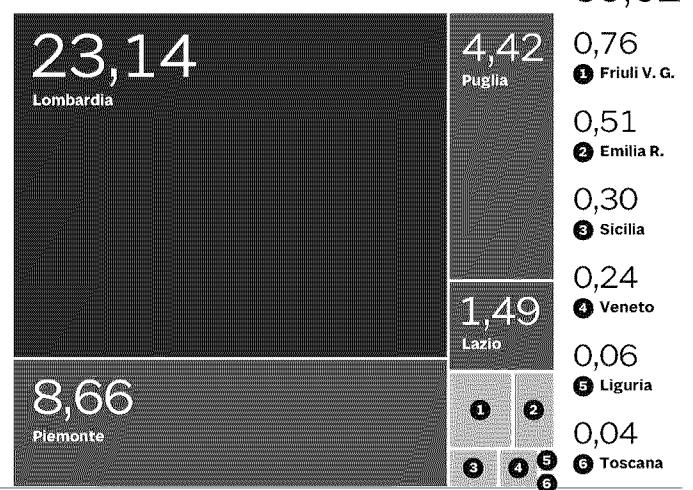 23,14
Lombardia
8,66
Piemonte
4,42
Puglia
1,49
Lazio
1
2
3
4
5
6
0,76
1 Friuli V. G.
0,51
2 Emilia R.
0,30
3 Sicilia
0,24
4 Veneto
0,06
5 Liguria
0,04
6 Toscana